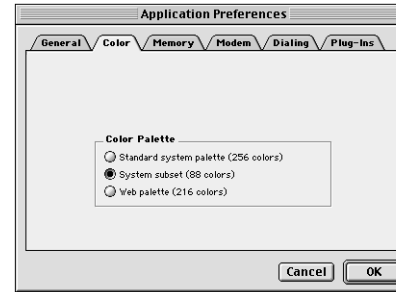 Application Preferences
General Color Memory Modem Dialing Plug-Ins
Color Palette
Standard system palette (256 colors)
System subset (88 colors)
Web palette (216 colors)
Cancel OK